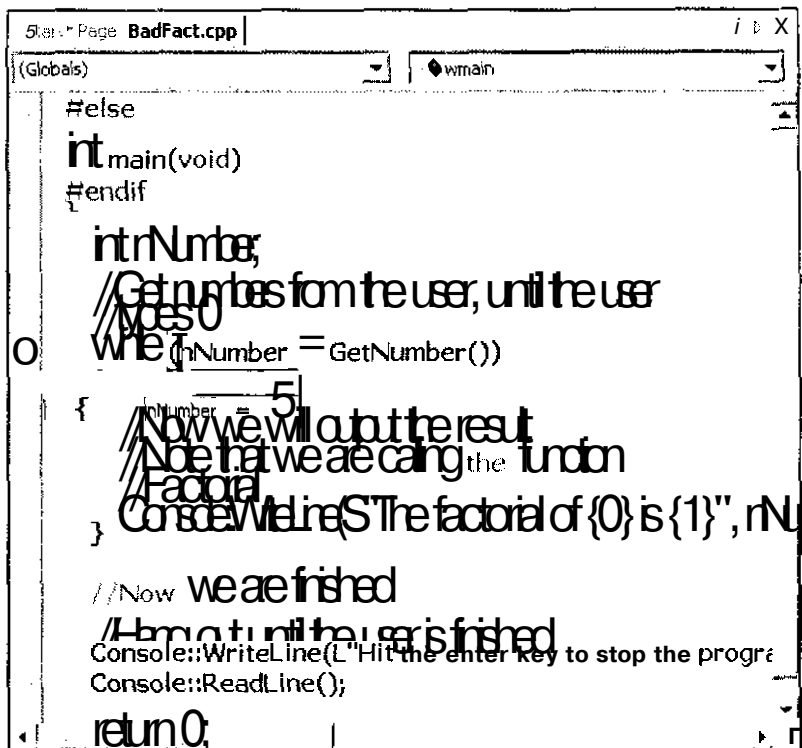 Start Page BadFact.cpp X
(Globals) wmain
#else
int main(void)
#endif
{
int nNumber;
//Get numbers from the user, until the user
//types 0
while (nNumber = GetNumber())
nNumber = 5
{
//Now we will output the result
//Note that we are calling the function
//Factorial
Console::WriteLine(S"The factorial of {0} is {1}", nNu
}
//Now we are finished
//Hang out until the user is finished
Console::WriteLine(L"Hit the enter key to stop the progra
Console::ReadLine();
return 0;